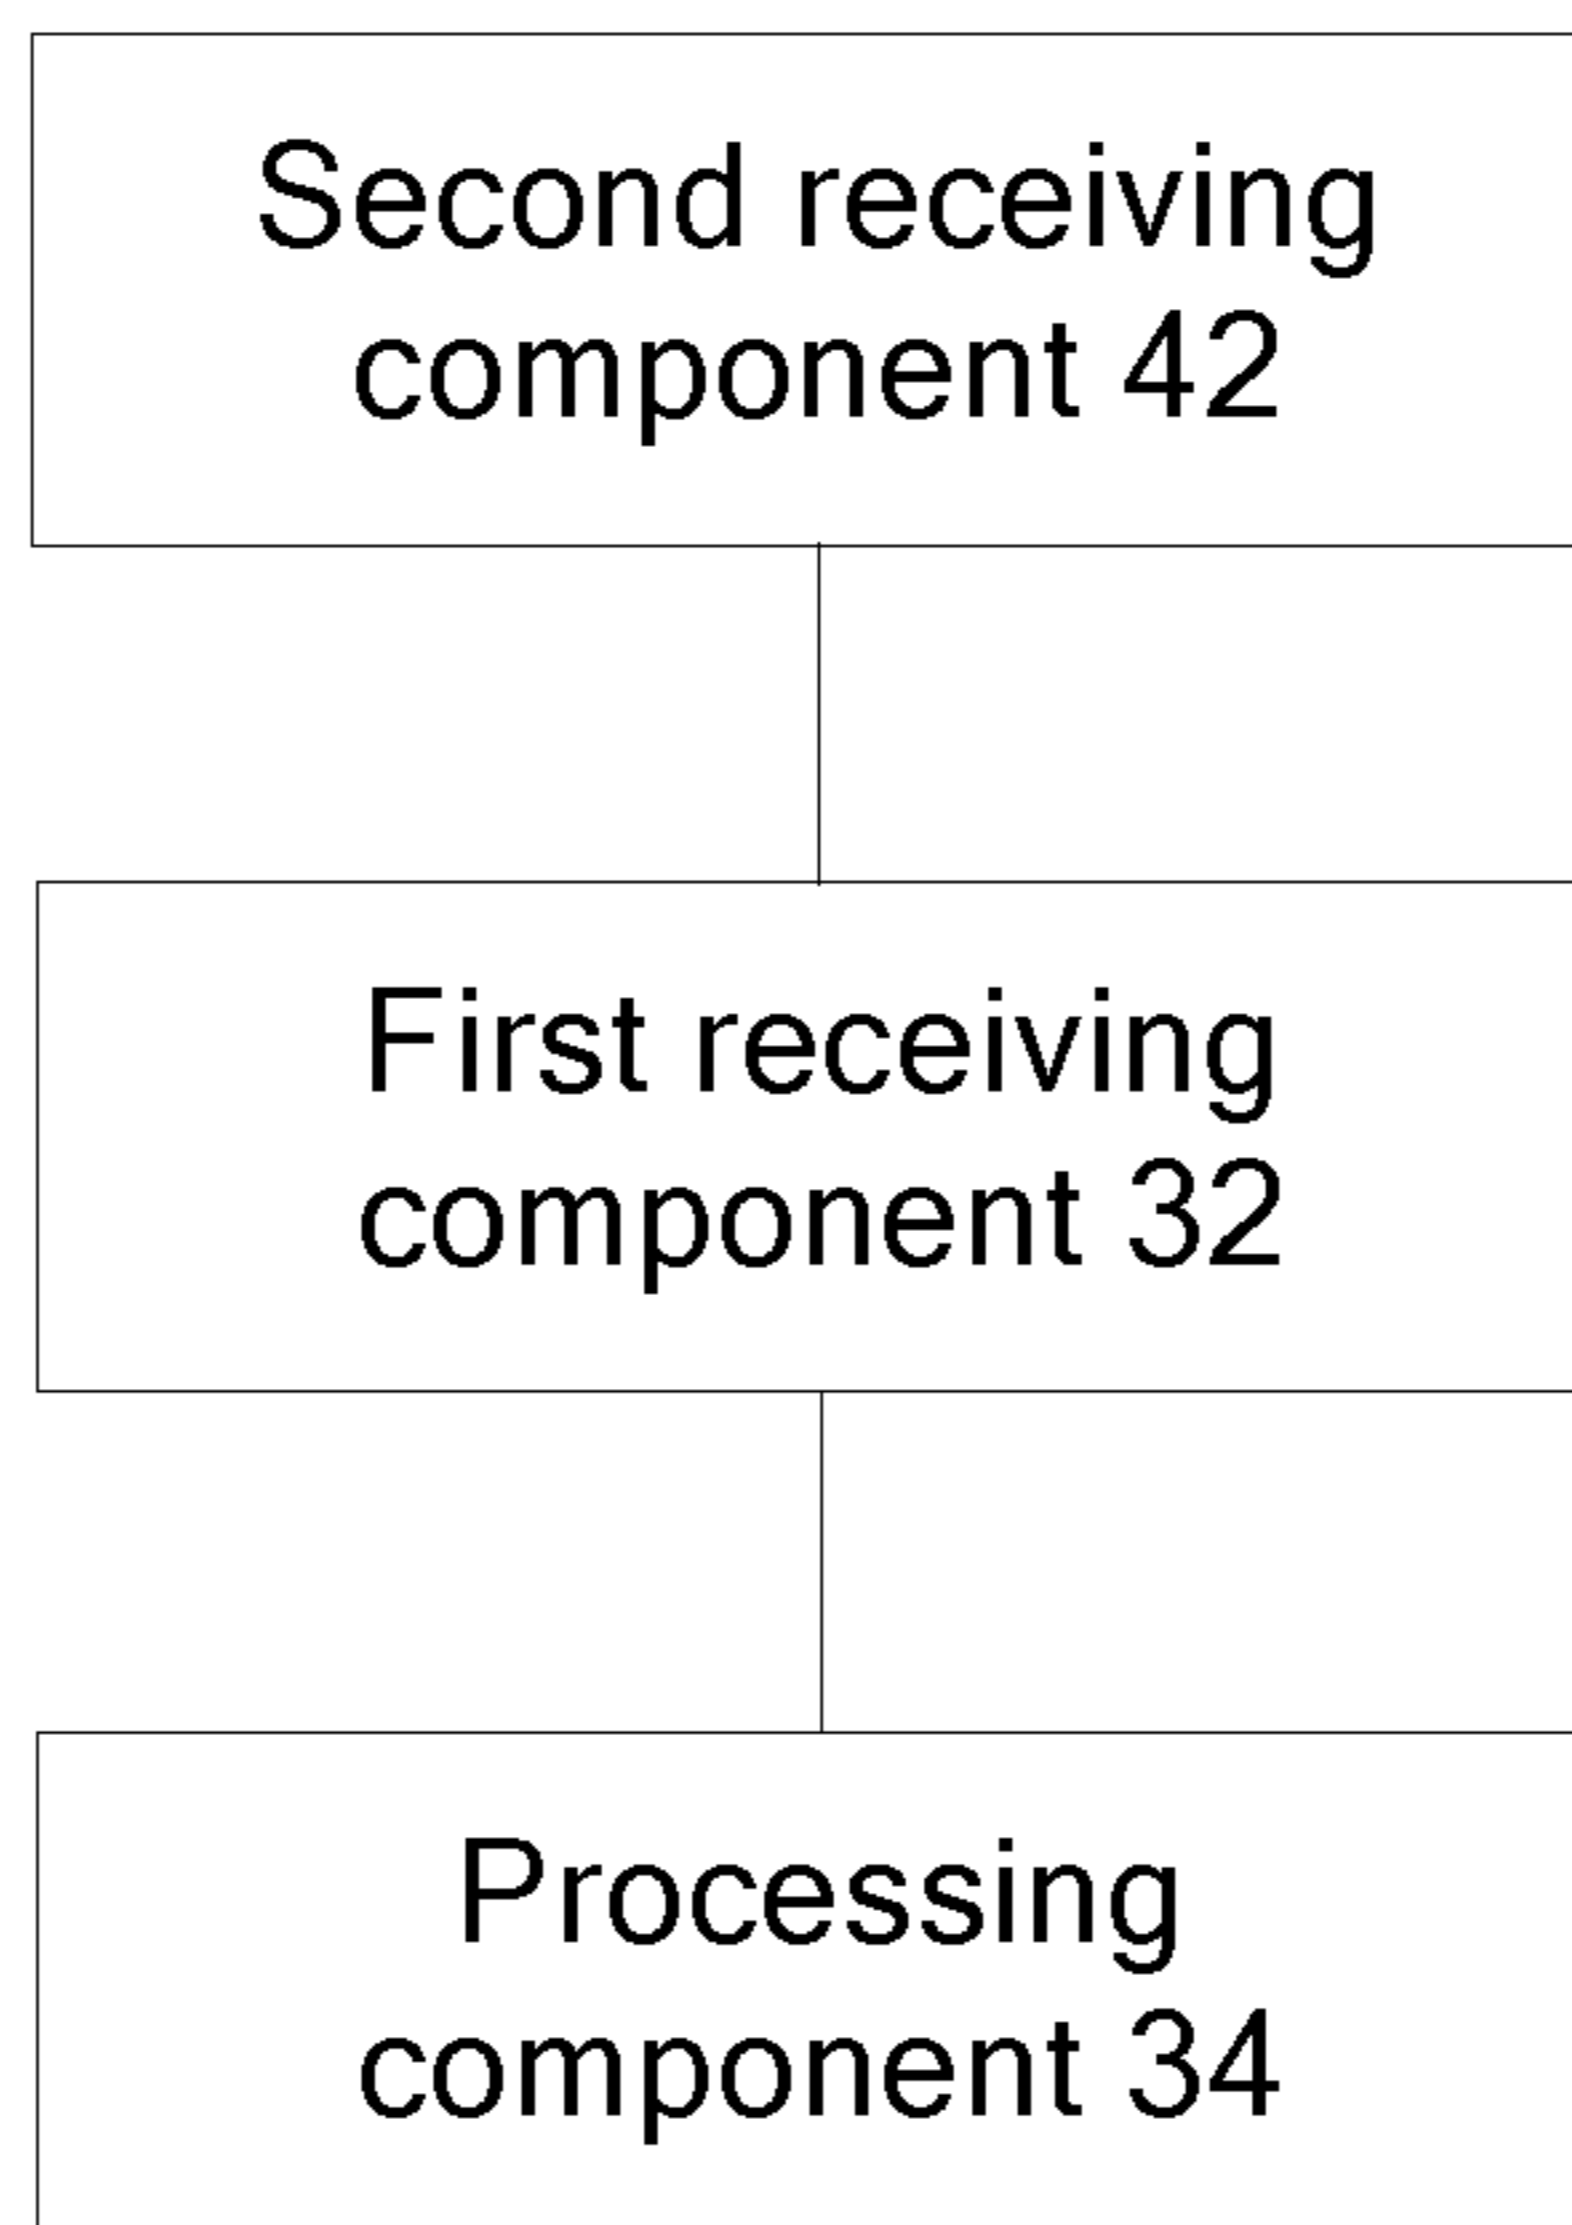 Second receiving
component 42
First receiving
component 32
Processing
component 34